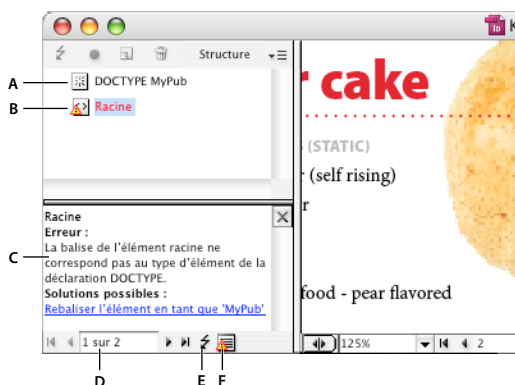 K
Structure
A
DOCTYPE MyPub
B
Racine
r cake
(STATIC)
r (self rising)
r
food - pear flavored
C
Racine
Erreur :
La balise de l'élément racine ne
correspond pas au type d'élément de la
déclaration DOCTYPE.
Solutions possibles :
Rebaliser l'élément en tant que 'MyPub'
1 sur 2
125%
2
D
E
F